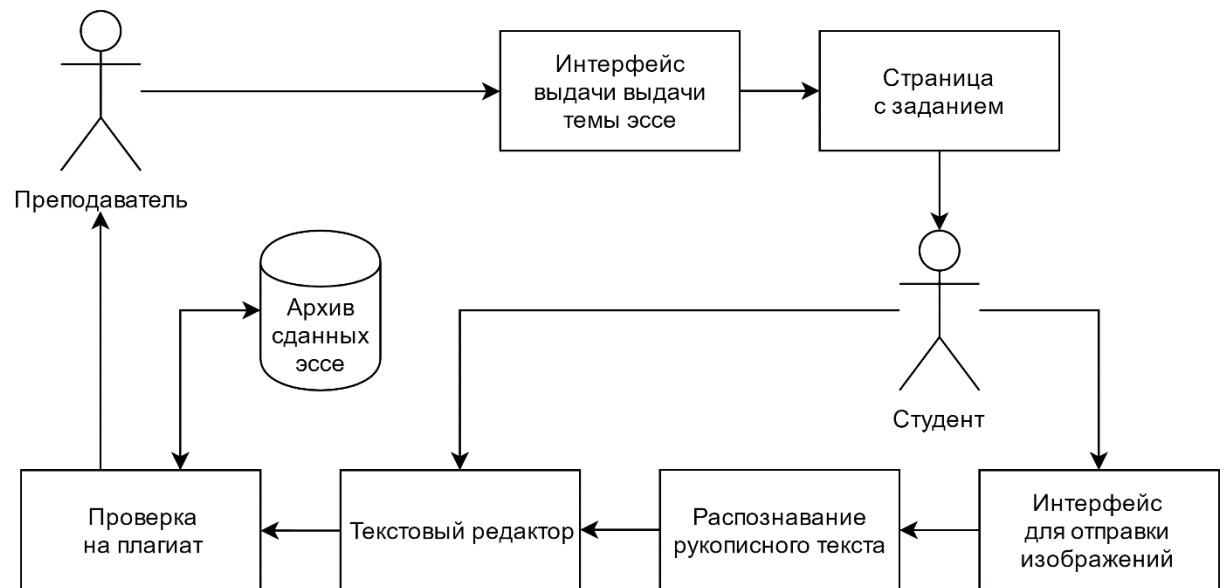 Интерфейс
выдачи выдачи
темы эссе
Страница
с заданием
Преподаватель
Архив
сданных
эссе
Студент
Проверка
на плагиат
Текстовый редактор
Распознавание
рукописного текста
Интерфейс
для отправки
изображений